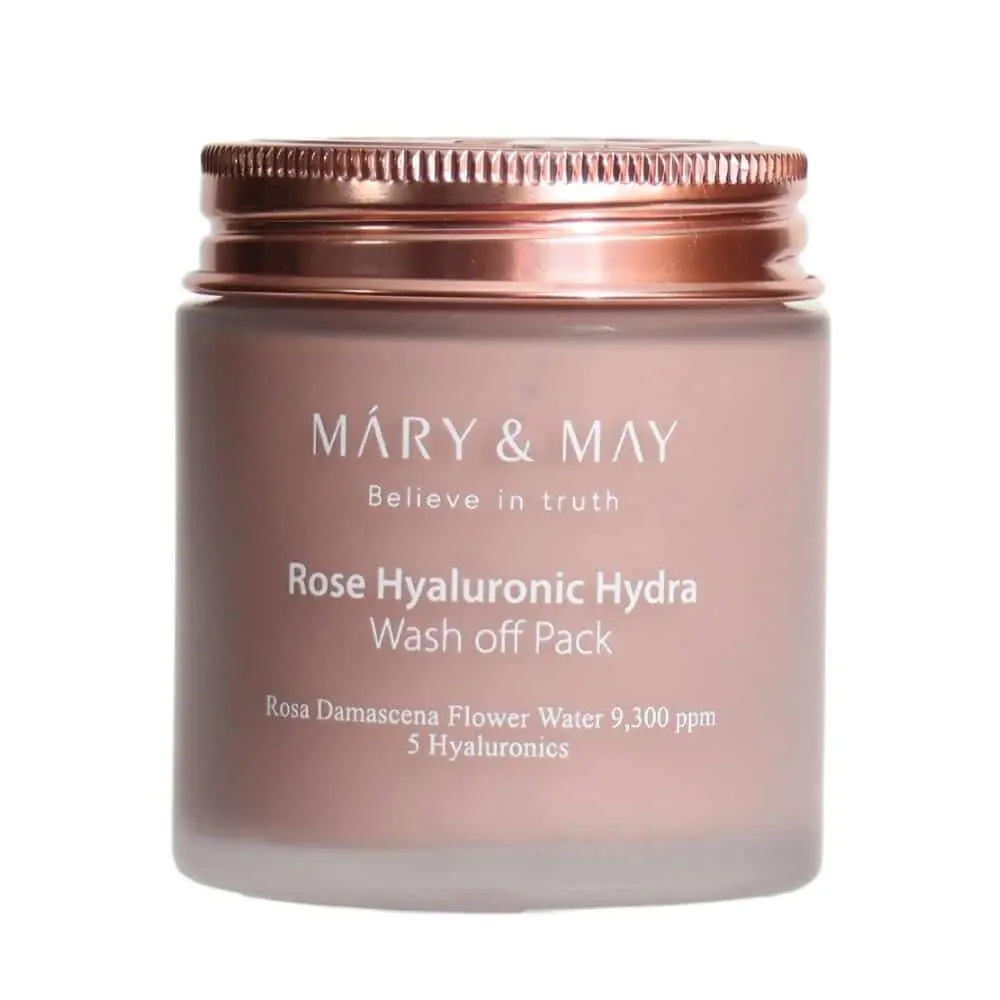 MÁRY & MAY
Believe in truth
Rose Hyaluronic Hydra
Wash off Pack
Rosa Damascena Flower Water 9,300 ppm
5 Hyaluronics